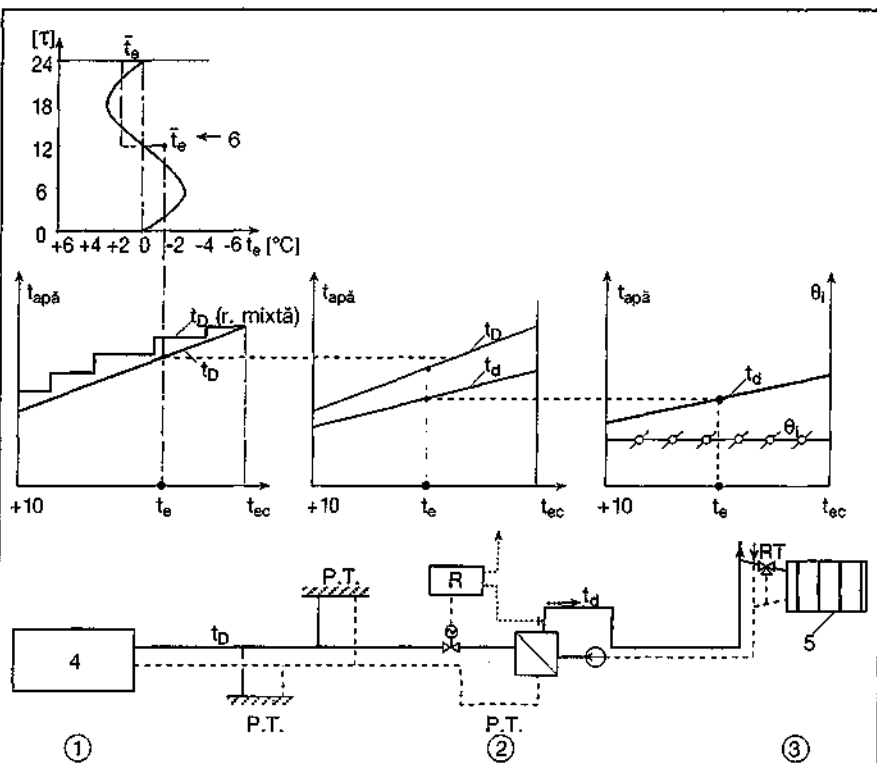 [τ]
t̄e
24
18
12
6
0
t̄e ← 6
+6 +4 +2 0 -2 -4 -6 te [°C]
tapă
tD (r. mixtă)
tD
+10
te
tec
tapă
tD
td
+10
te
tec
tapă
θi
td
θi
+10
te
tec
P.T.
R
td
RT
tD
4
5
P.T.
P.T.
1
2
3